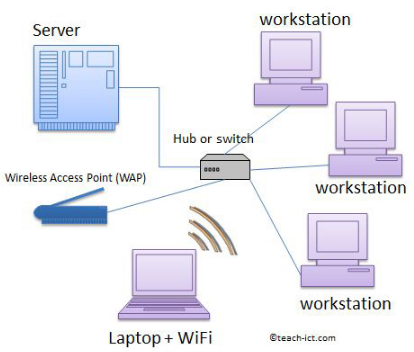 workstation
Server
Hub or switch
Wireless Access Point (WAP)
workstation
workstation
Laptop + WiFi
©teach-ict.com